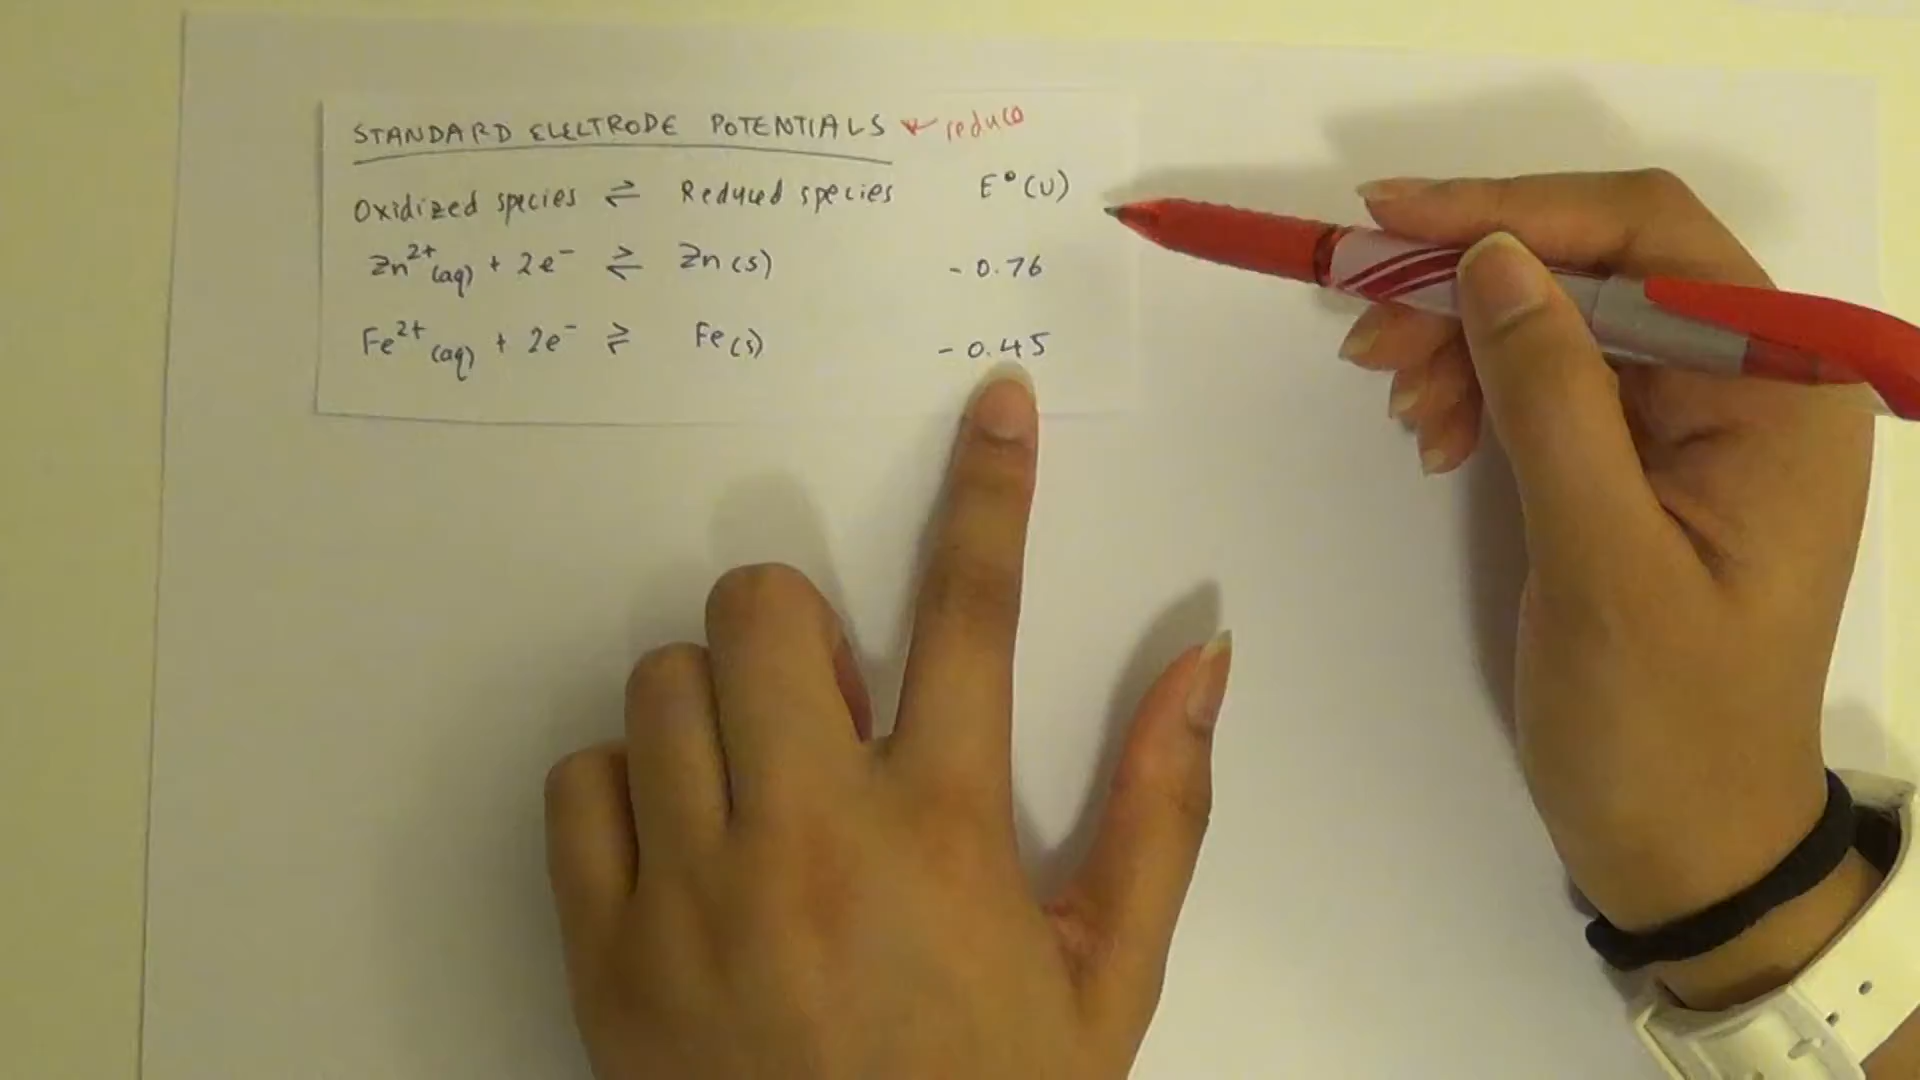 STANDARD ELECTRODE POTENTIALS ← reduce
Oxidized species ⇌ Reduced species E°(V)
Zn²⁺(aq) + 2e⁻ ⇌ Zn(s) - 0.76
Fe²⁺(aq) + 2e⁻ ⇌ Fe(s) - 0.45